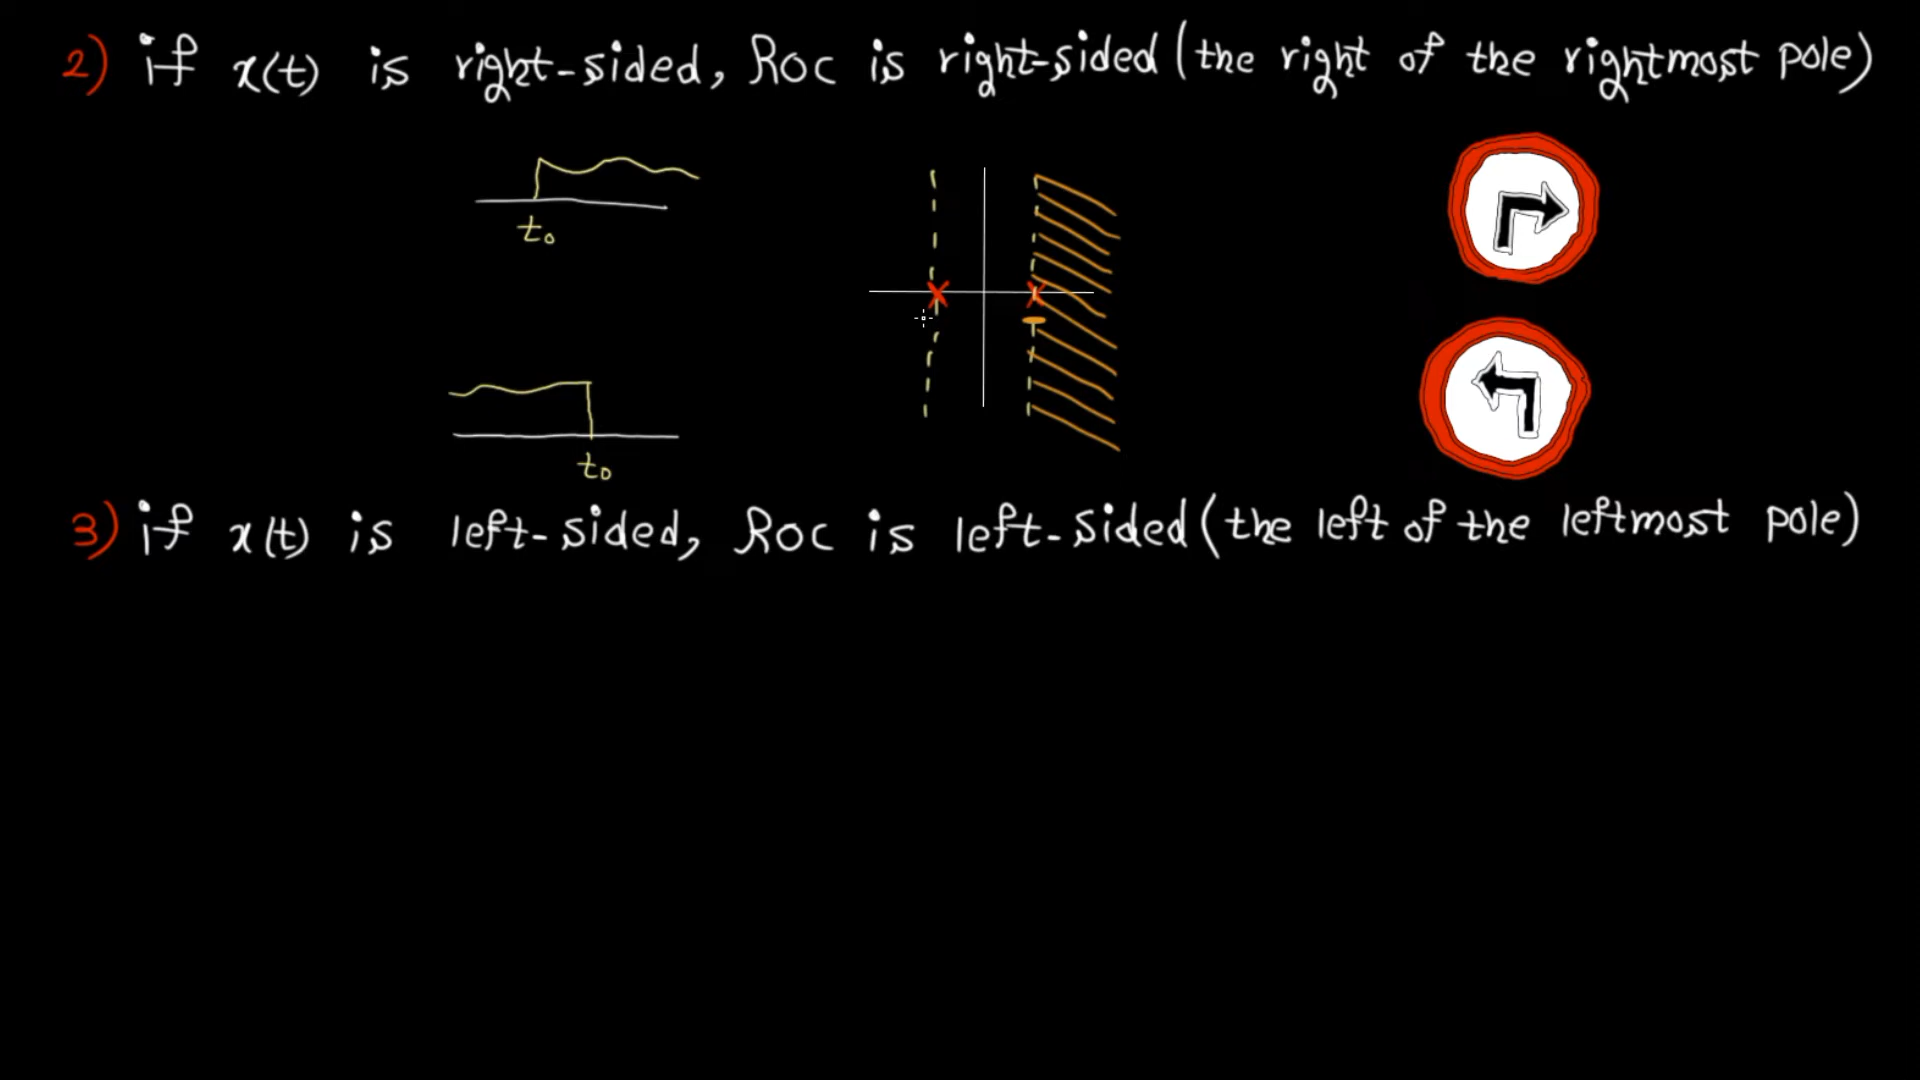 2) if x(t) is right-sided, Roc is right-sided (the right of the rightmost pole)
t₀
t₀
3) if x(t) is left-sided, Roc is left-sided (the left of the leftmost pole)